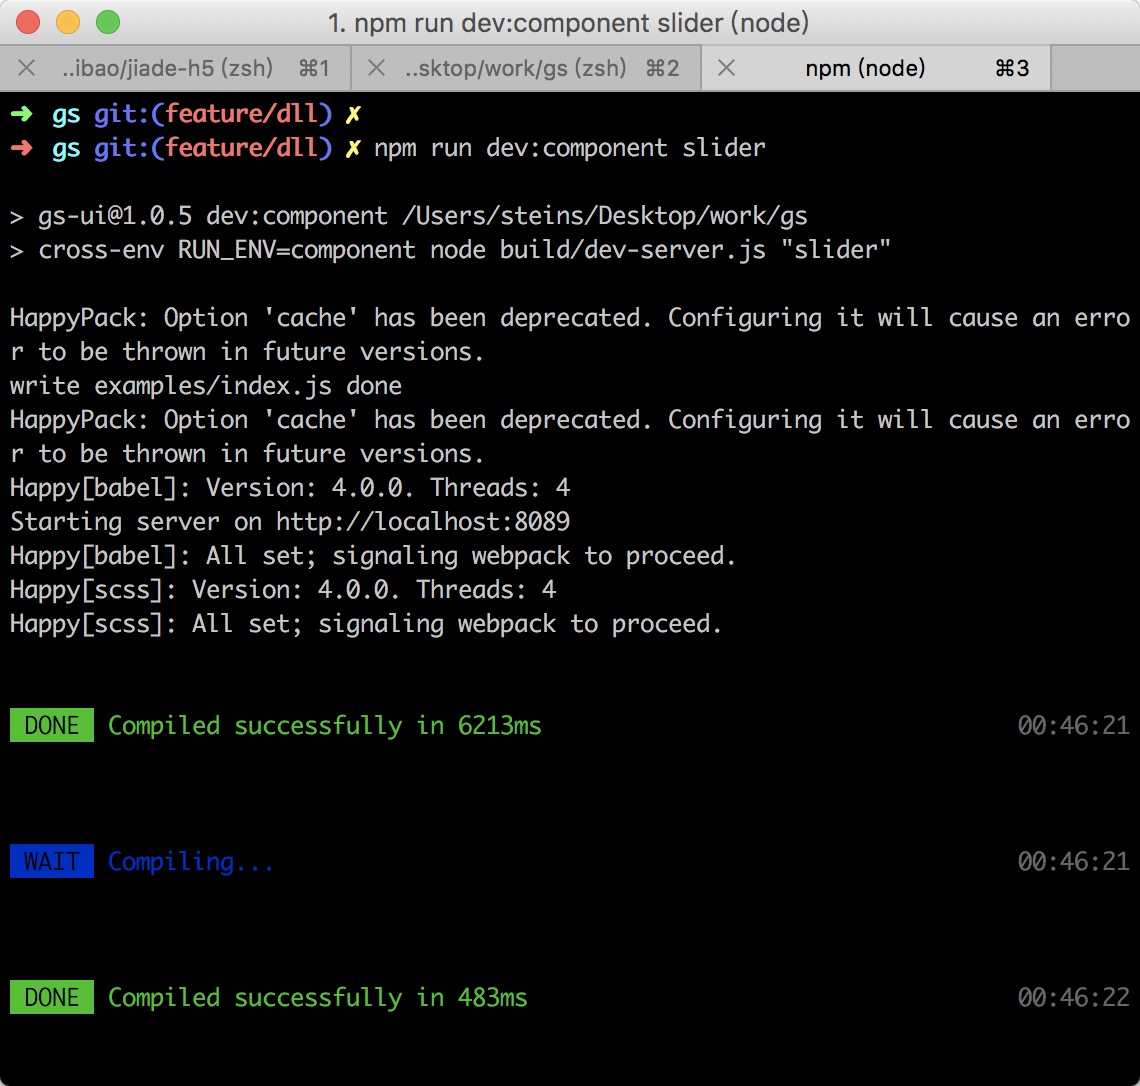 1. npm run dev:component slider (node)
..ibao/jiade-h5 (zsh) ⌘1 ..sktop/work/gs (zsh) ⌘2 npm (node) ⌘3
➜ gs git:(feature/dll) ✗
➜ gs git:(feature/dll) ✗ npm run dev:component slider
> gs-ui@1.0.5 dev:component /Users/steins/Desktop/work/gs
> cross-env RUN_ENV=component node build/dev-server.js "slider"
HappyPack: Option 'cache' has been deprecated. Configuring it will cause an erro
r to be thrown in future versions.
write examples/index.js done
HappyPack: Option 'cache' has been deprecated. Configuring it will cause an erro
r to be thrown in future versions.
Happy[babel]: Version: 4.0.0. Threads: 4
Starting server on http://localhost:8089
Happy[babel]: All set; signaling webpack to proceed.
Happy[scss]: Version: 4.0.0. Threads: 4
Happy[scss]: All set; signaling webpack to proceed.
DONE Compiled successfully in 6213ms 00:46:21
WAIT Compiling... 00:46:21
DONE Compiled successfully in 483ms 00:46:22